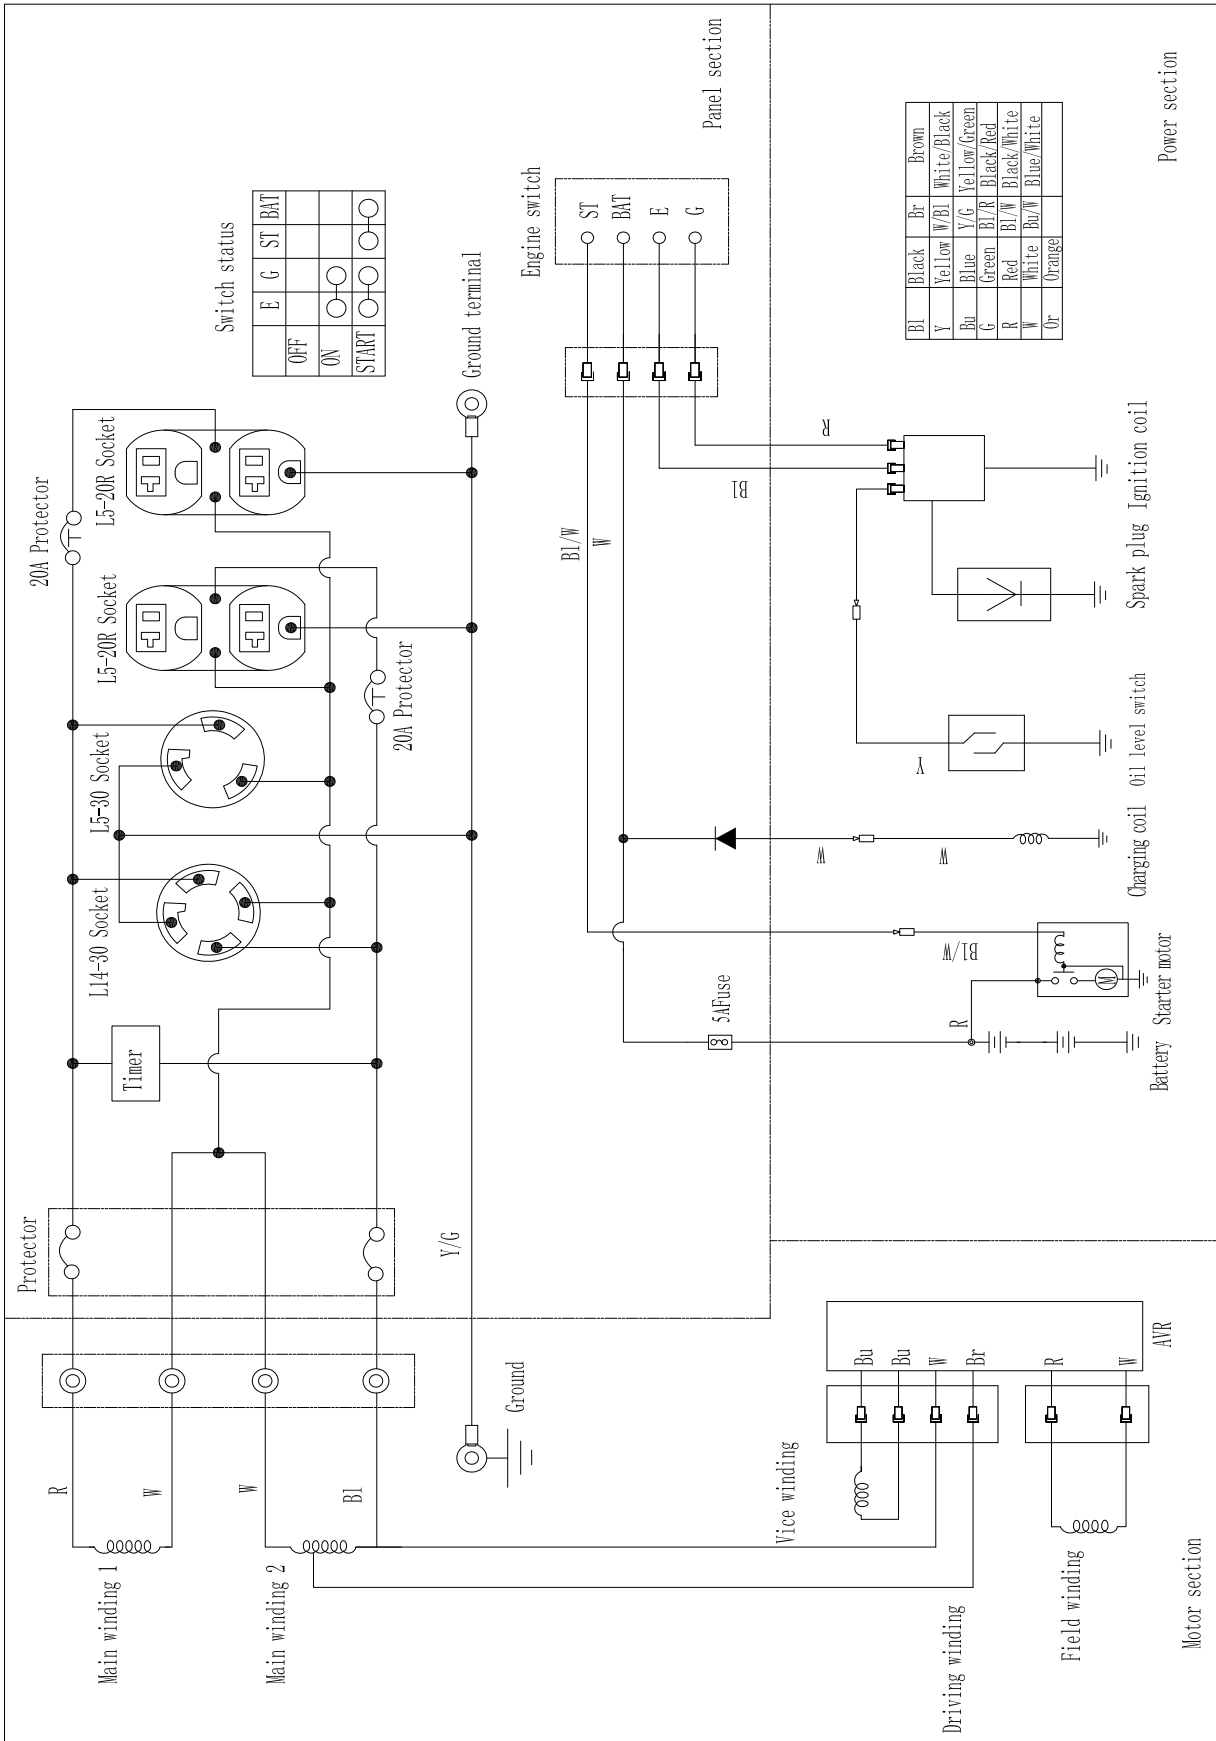 Protector
20A Protector
L14-30 Socket
L5-30 Socket
L5-20R Socket
L5-20R Socket
Timer
20A Protector
Switch status
E G ST BAT
OFF
ON
START
Ground terminal
Y/G
Ground
R
W
W
Bl
Main winding 1
Main winding 2
Engine switch
ST
BAT
E
G
Panel section
Bl/W
W
R
Bl
5AFuse
W
W
Bl/W
R
Y
M
Battery
Starter motor
Charging coil
Oil level switch
Spark plug
Ignition coil
Bl Black Br Brown
Y Yellow W/Bl White/Black
Bu Blue Y/G Yellow/Green
G Green Bl/R Black/Red
R Red Bl/W Black/White
W White Bu/W Blue/White
Or Orange
Power section
Vice winding
Bu
Bu
W
Br
R
W
AVR
Driving winding
Field winding
Motor section